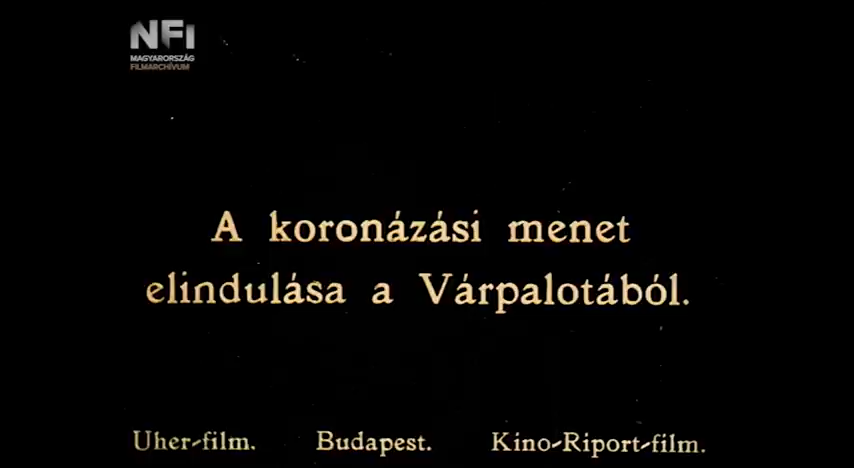 NFI
MAGYARORSZÁG
FILMARCHÍVUM
A koronázási menet
elindulása a Várpalotából.
Uher-film. Budapest. Kino-Riport-film.